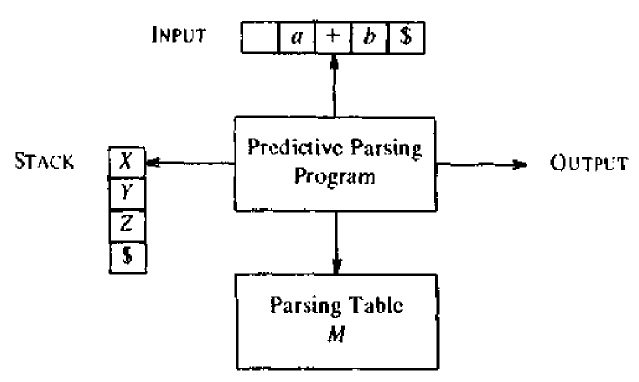 INPUT a + b $
Predictive Parsing
Program
STACK X
Y
Z
$
OUTPUT
Parsing Table
M